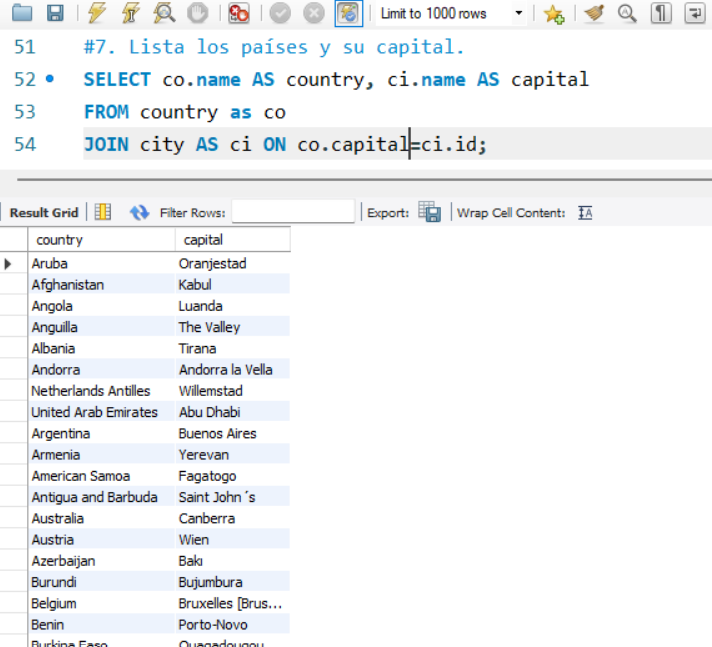 Limit to 1000 rows
51 #7. Lista los países y su capital.
52 SELECT co.name AS country, ci.name AS capital
53 FROM country as co
54 JOIN city AS ci ON co.capital=ci.id;
Result Grid Filter Rows: Export: Wrap Cell Content: IA
country capital
Aruba Oranjestad
Afghanistan Kabul
Angola Luanda
Anguilla The Valley
Albania Tirana
Andorra Andorra la Vella
Netherlands Antilles Willemstad
United Arab Emirates Abu Dhabi
Argentina Buenos Aires
Armenia Yerevan
American Samoa Fagatogo
Antigua and Barbuda Saint John´s
Australia Canberra
Austria Wien
Azerbaijan Baki
Burundi Bujumbura
Belgium Bruxelles [Brus...
Benin Porto-Novo
Burkina Faso Ouagadougou